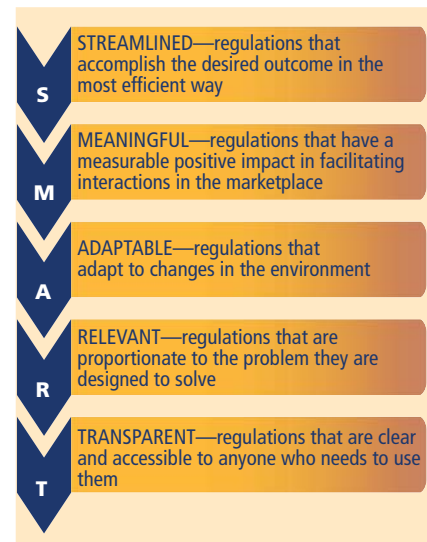 STREAMLINED—regulations that
accomplish the desired outcome in the
most efficient way
S
MEANINGFUL—regulations that have a
measurable positive impact in facilitating
interactions in the marketplace
M
ADAPTABLE—regulations that
adapt to changes in the environment
A
RELEVANT—regulations that are
proportionate to the problem they are
designed to solve
R
TRANSPARENT—regulations that are clear
and accessible to anyone who needs to use
them
T